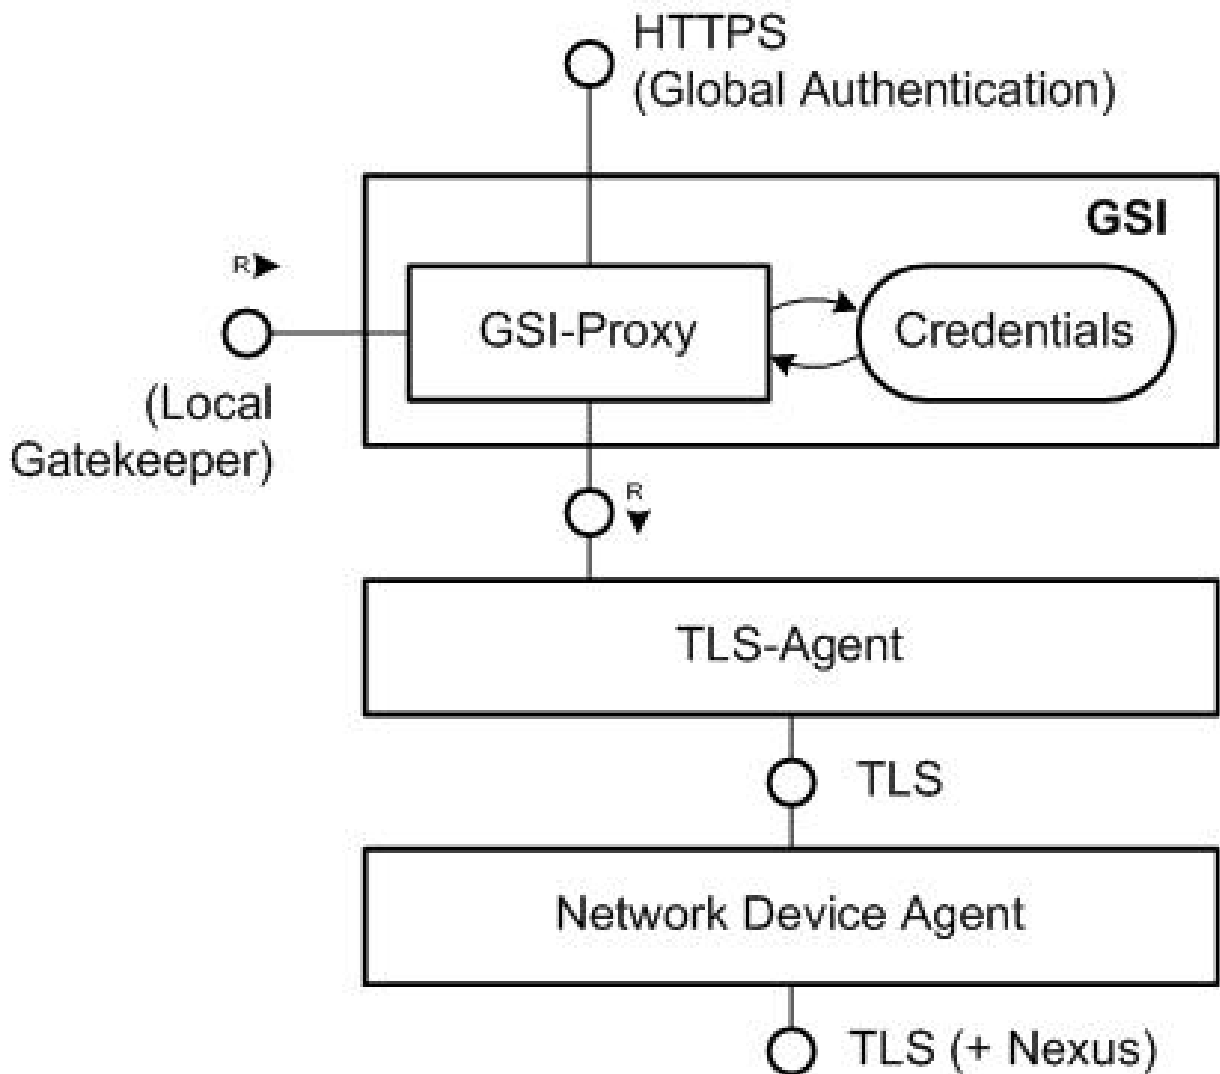 HTTPS
(Global Authentication)
GSI
R
GSI-Proxy
Credentials
(Local
Gatekeeper)
R
TLS-Agent
TLS
Network Device Agent
TLS (+ Nexus)